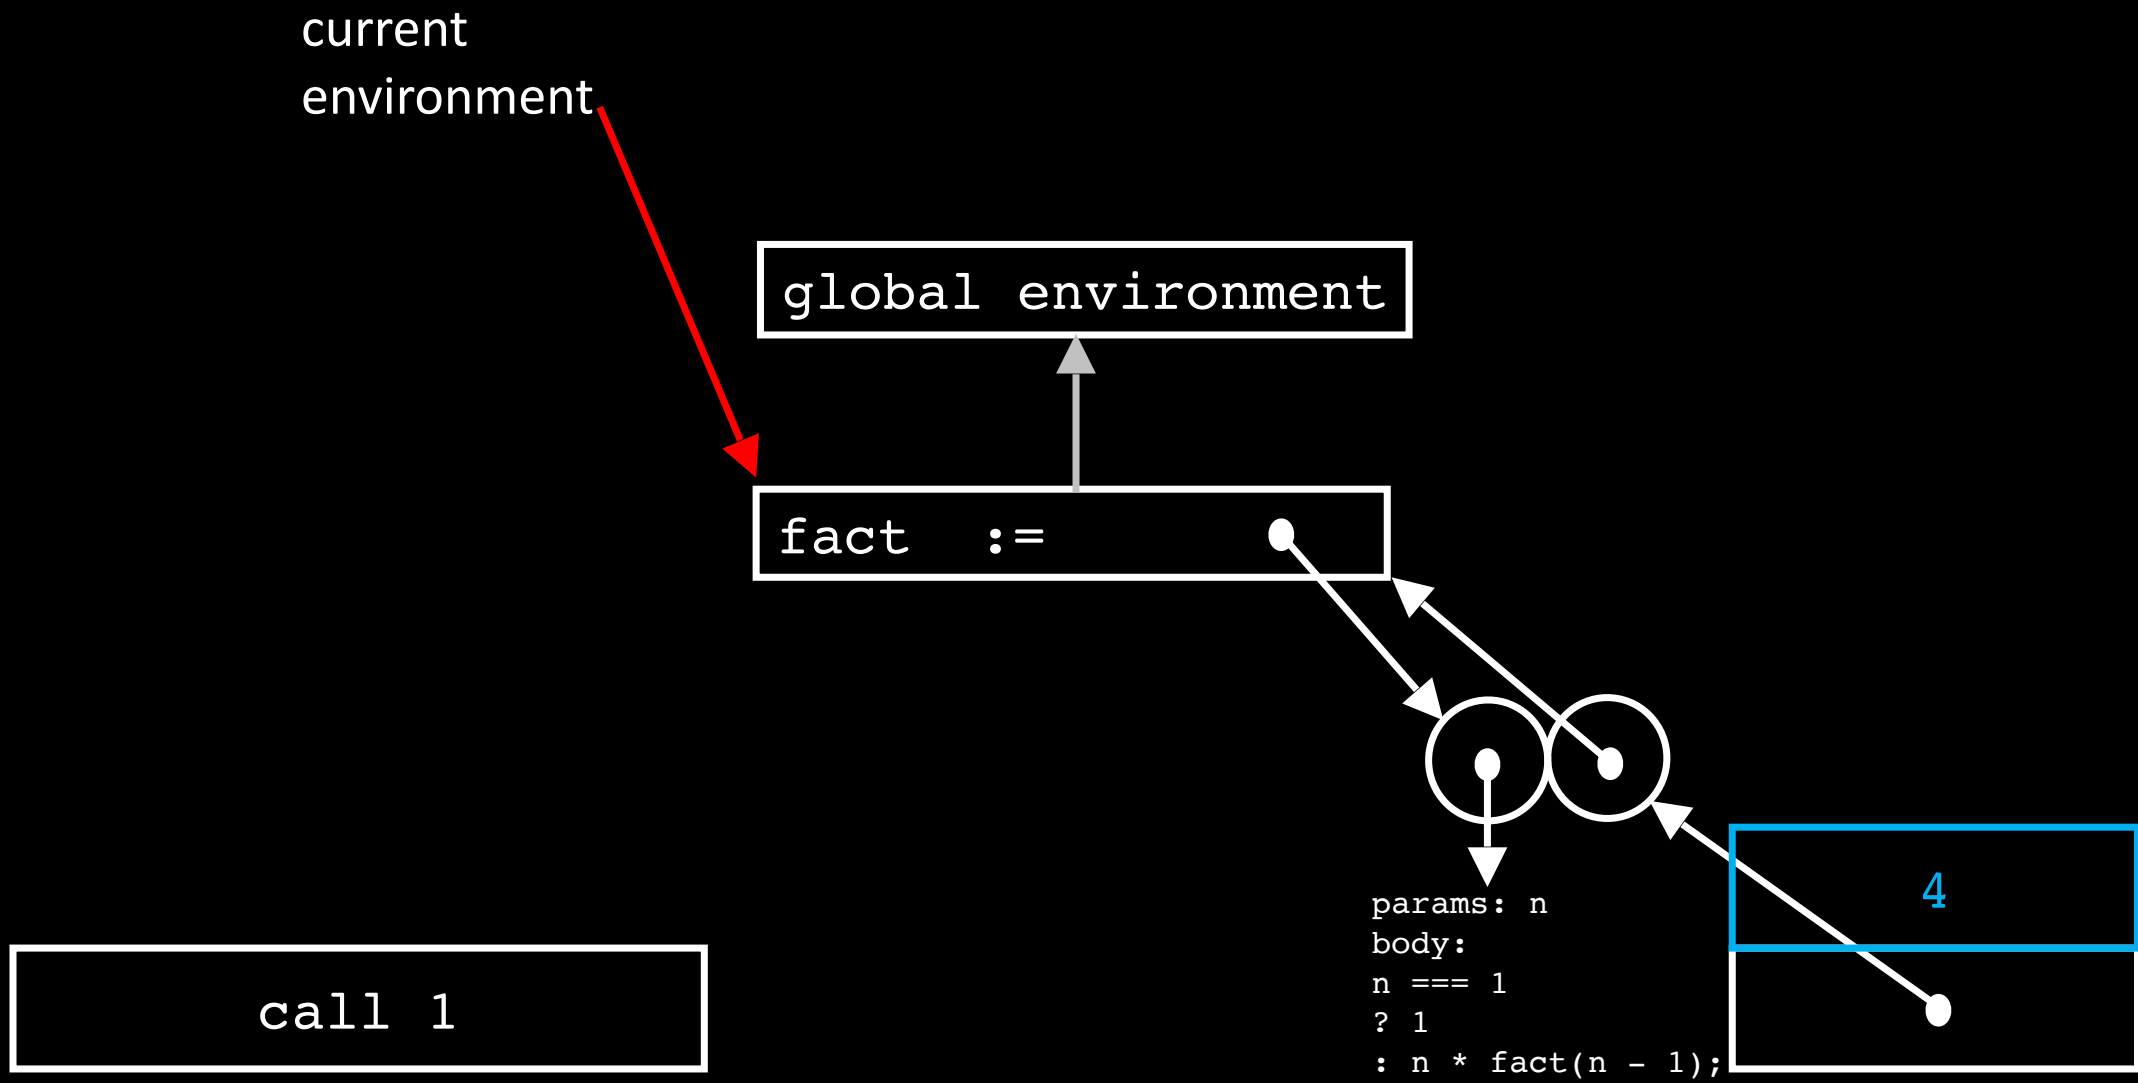 current
environment
global environment
fact  :=
4
params: n
body:
n === 1
? 1
: n * fact(n - 1);
call 1